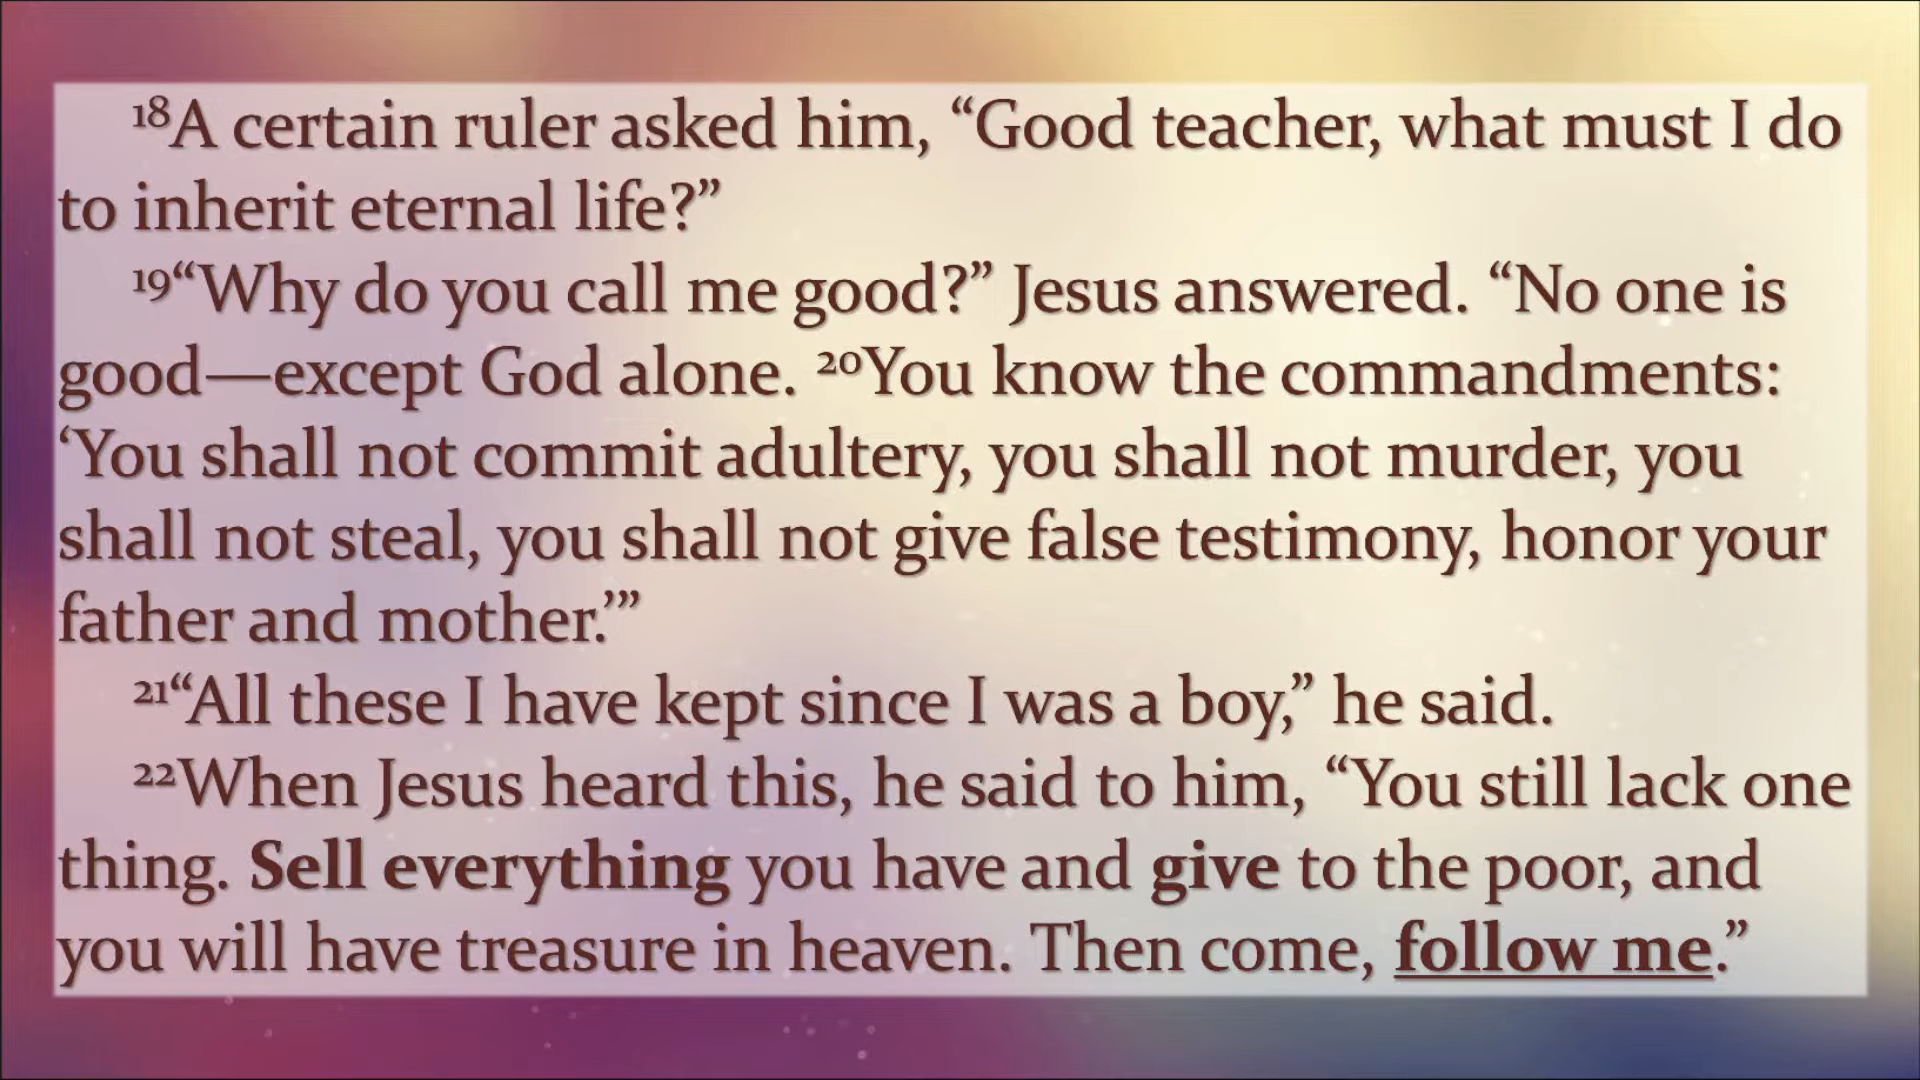 18A certain ruler asked him, “Good teacher, what must I do
to inherit eternal life?”
19“Why do you call me good?” Jesus answered. “No one is
good—except God alone. 20You know the commandments:
‘You shall not commit adultery, you shall not murder, you
shall not steal, you shall not give false testimony, honor your
father and mother.’”
21“All these I have kept since I was a boy,” he said.
22When Jesus heard this, he said to him, “You still lack one
thing. Sell everything you have and give to the poor, and
you will have treasure in heaven. Then come, follow me.”